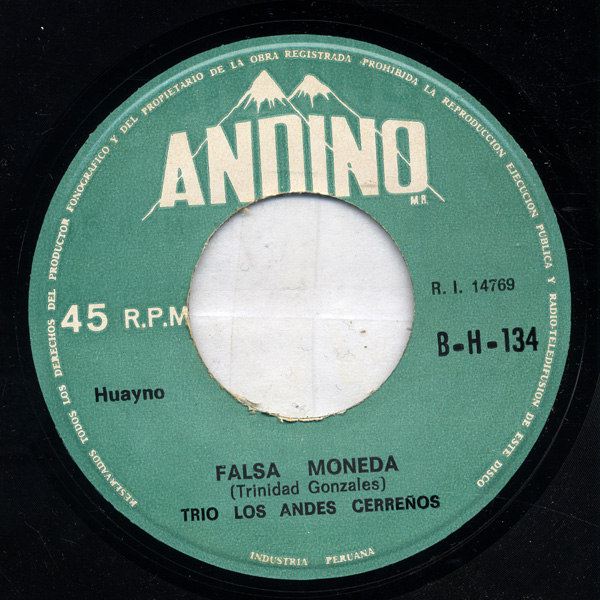 RESERVADOS TODOS LOS DERECHOS DEL PRODUCTOR FONOGRAFICO Y DEL PROPIETARIO DE LA OBRA REGISTRADA PROHIBIDA LA REPRODUCCION EJECUCION PUBLICA Y RADIO-TELEDIFUSION DE ESTE DISCO
ANDINO
M.R.
R. I. 14769
45 R.P.M
B-H-134
Huayno
FALSA MONEDA
(Trinidad Gonzales)
TRIO LOS ANDES CERREÑOS
INDUSTRIA PERUANA